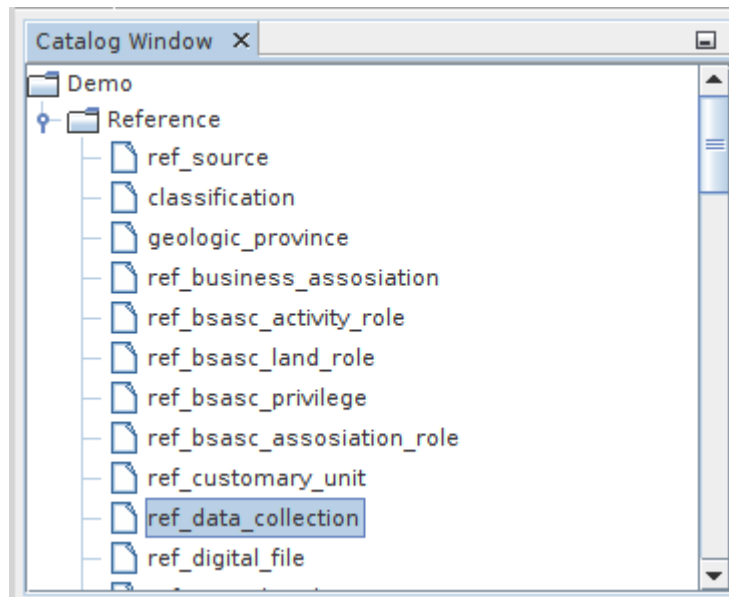 Catalog Window
Demo
Reference
ref_source
classification
geologic_province
ref_business_assosiation
ref_bsasc_activity_role
ref_bsasc_land_role
ref_bsasc_privilege
ref_bsasc_assosiation_role
ref_customary_unit
ref_data_collection
ref_digital_file